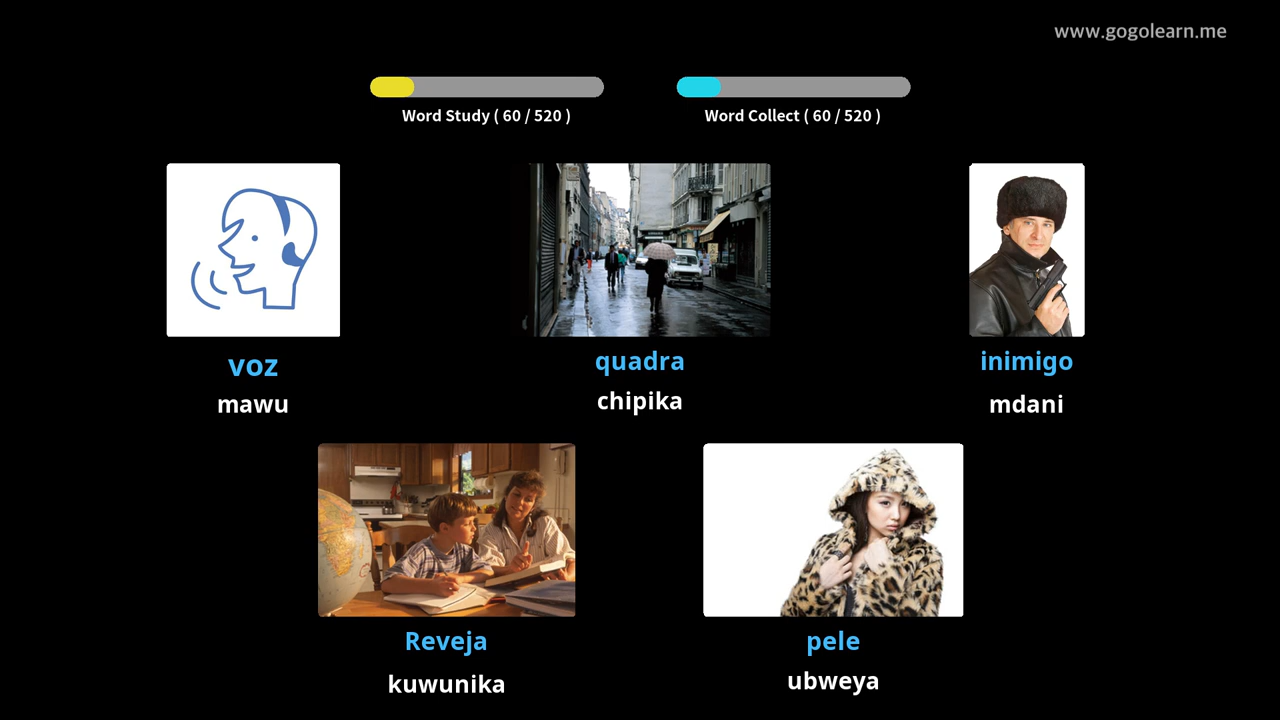 www.gogolearn.me
Word Study ( 60 / 520 )
Word Collect ( 60 / 520 )
voz
mawu
quadra
chipika
inimigo
mdani
Reveja
kuwunika
pele
ubweya